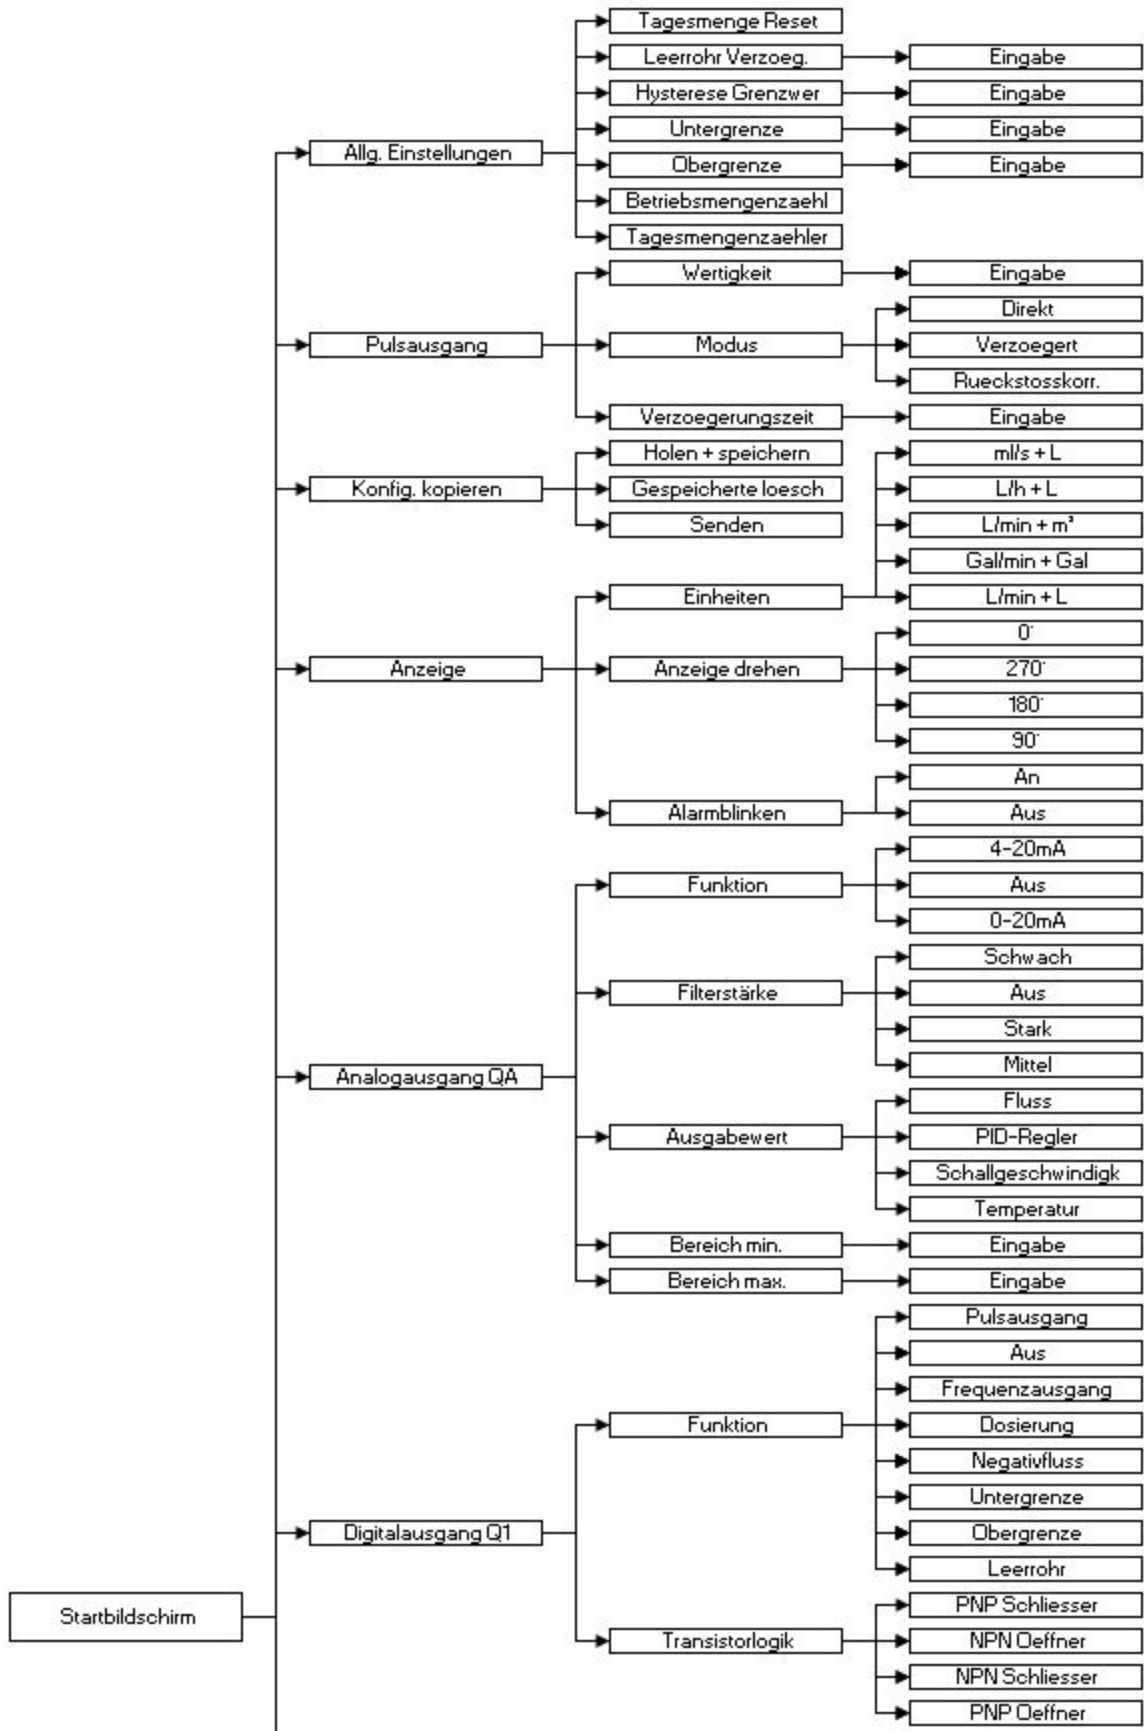 Tagesmenge Reset
Leerrohr Verzoeg.
Eingabe
Hysterese Grenzwer
Eingabe
Untergrenze
Eingabe
Allg. Einstellungen
Obergrenze
Eingabe
Betriebsmengenzaehl
Tagesmengenzaehler
Wertigkeit
Eingabe
Direkt
Pulsausgang
Modus
Verzoegert
Rueckstosskorr.
Verzoegerungszeit
Eingabe
Holen + speichern
ml/s + L
Konfig. kopieren
Gespeicherte loesch
L/h + L
Senden
L/min + m³
Gal/min + Gal
Einheiten
L/min + L
0°
Anzeige
Anzeige drehen
270°
180°
90°
An
Alarmblinken
Aus
4-20mA
Funktion
Aus
0-20mA
Schwach
Filterstärke
Aus
Stark
Mittel
Analogausgang QA
Fluss
Ausgabewert
PID-Regler
Schallgeschwindigk
Temperatur
Bereich min.
Eingabe
Bereich max.
Eingabe
Pulsausgang
Aus
Frequenzausgang
Funktion
Dosierung
Negativfluss
Untergrenze
Digitalausgang Q1
Obergrenze
Leerrohr
Startbildschirm
PNP Schliesser
Transistorlogik
NPN Oeffner
NPN Schliesser
PNP Oeffner